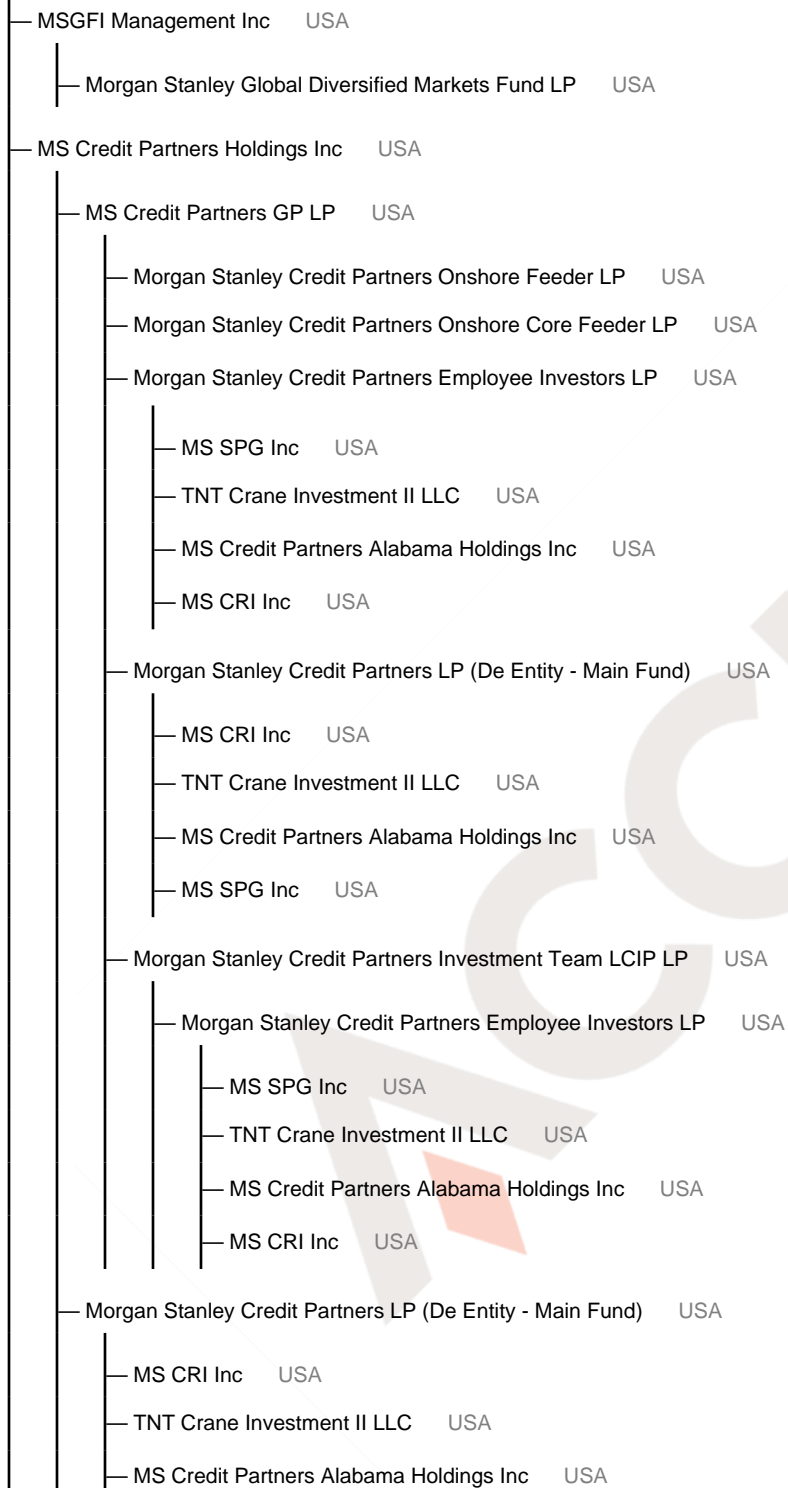 MSGFI Management Inc USA
Morgan Stanley Global Diversified Markets Fund LP USA
MS Credit Partners Holdings Inc USA
MS Credit Partners GP LP USA
Morgan Stanley Credit Partners Onshore Feeder LP USA
Morgan Stanley Credit Partners Onshore Core Feeder LP USA
Morgan Stanley Credit Partners Employee Investors LP USA
MS SPG Inc USA
TNT Crane Investment II LLC USA
MS Credit Partners Alabama Holdings Inc USA
MS CRI Inc USA
Morgan Stanley Credit Partners LP (De Entity - Main Fund) USA
MS CRI Inc USA
TNT Crane Investment II LLC USA
MS Credit Partners Alabama Holdings Inc USA
MS SPG Inc USA
Morgan Stanley Credit Partners Investment Team LCIP LP USA
Morgan Stanley Credit Partners Employee Investors LP USA
MS SPG Inc USA
TNT Crane Investment II LLC USA
MS Credit Partners Alabama Holdings Inc USA
MS CRI Inc USA
Morgan Stanley Credit Partners LP (De Entity - Main Fund) USA
MS CRI Inc USA
TNT Crane Investment II LLC USA
MS Credit Partners Alabama Holdings Inc USA